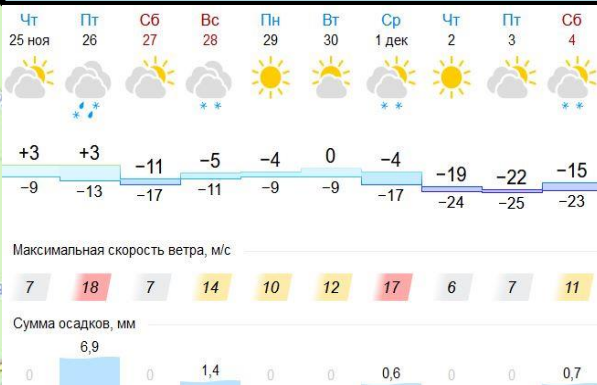 Чт Пт Сб Вс Пн Вт Ср Чт Пт Сб
25 ноя 26 27 28 29 30 1 дек 2 3 4
+3 +3 −11 −5 −4 0 −4 −19 −22 −15
−9 −13 −17 −11 −9 −9 −17 −24 −25 −23
Максимальная скорость ветра, м/с
7 18 7 14 10 12 17 6 7 11
Сумма осадков, мм
0 6,9 0 1,4 0 0 0,6 0 0 0,7